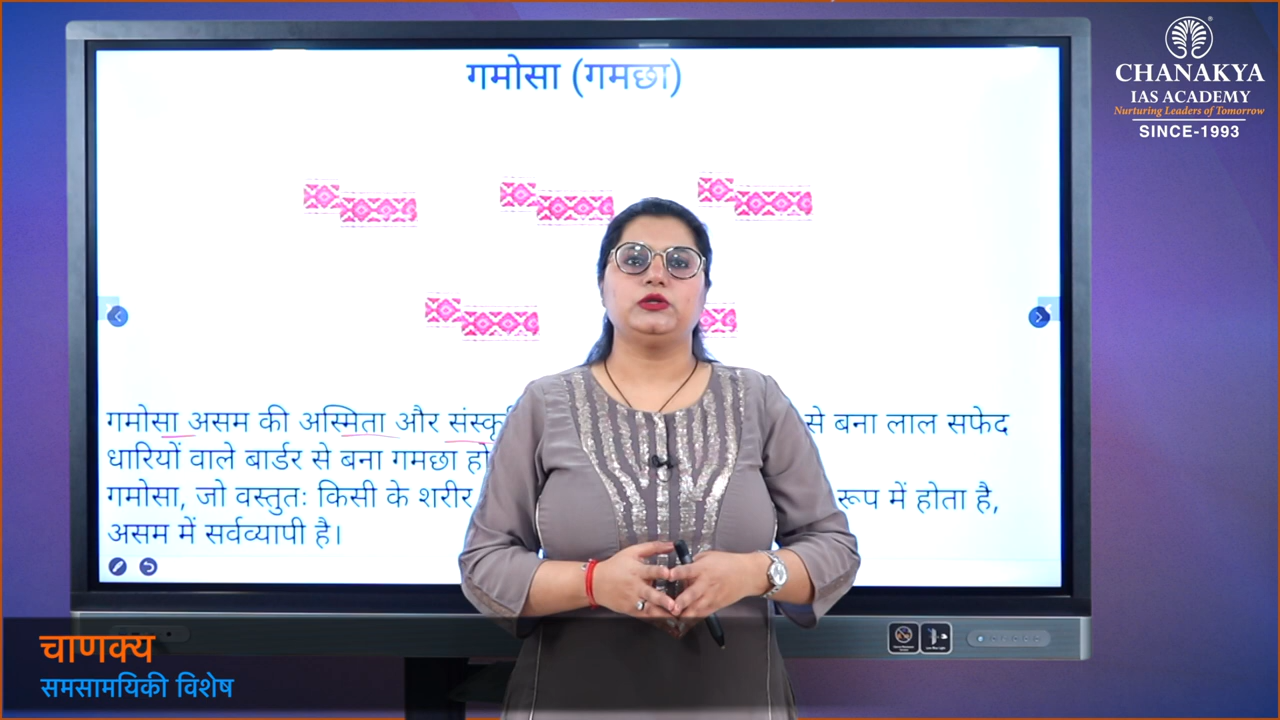 गमोसा (गमछा)
CHANAKYA
IAS ACADEMY
Nurturing Leaders of Tomorrow
SINCE-1993
गमोसा असम की अस्मिता और से बना लाल सफेद
धारियों वाले बार्डर से बना गमछा
गमोसा, जो वस्तुतः किसी के शरीर रूप में होता है,
असम में सर्वव्यापी है।
चाणक्य
समसामयिकी विशेष